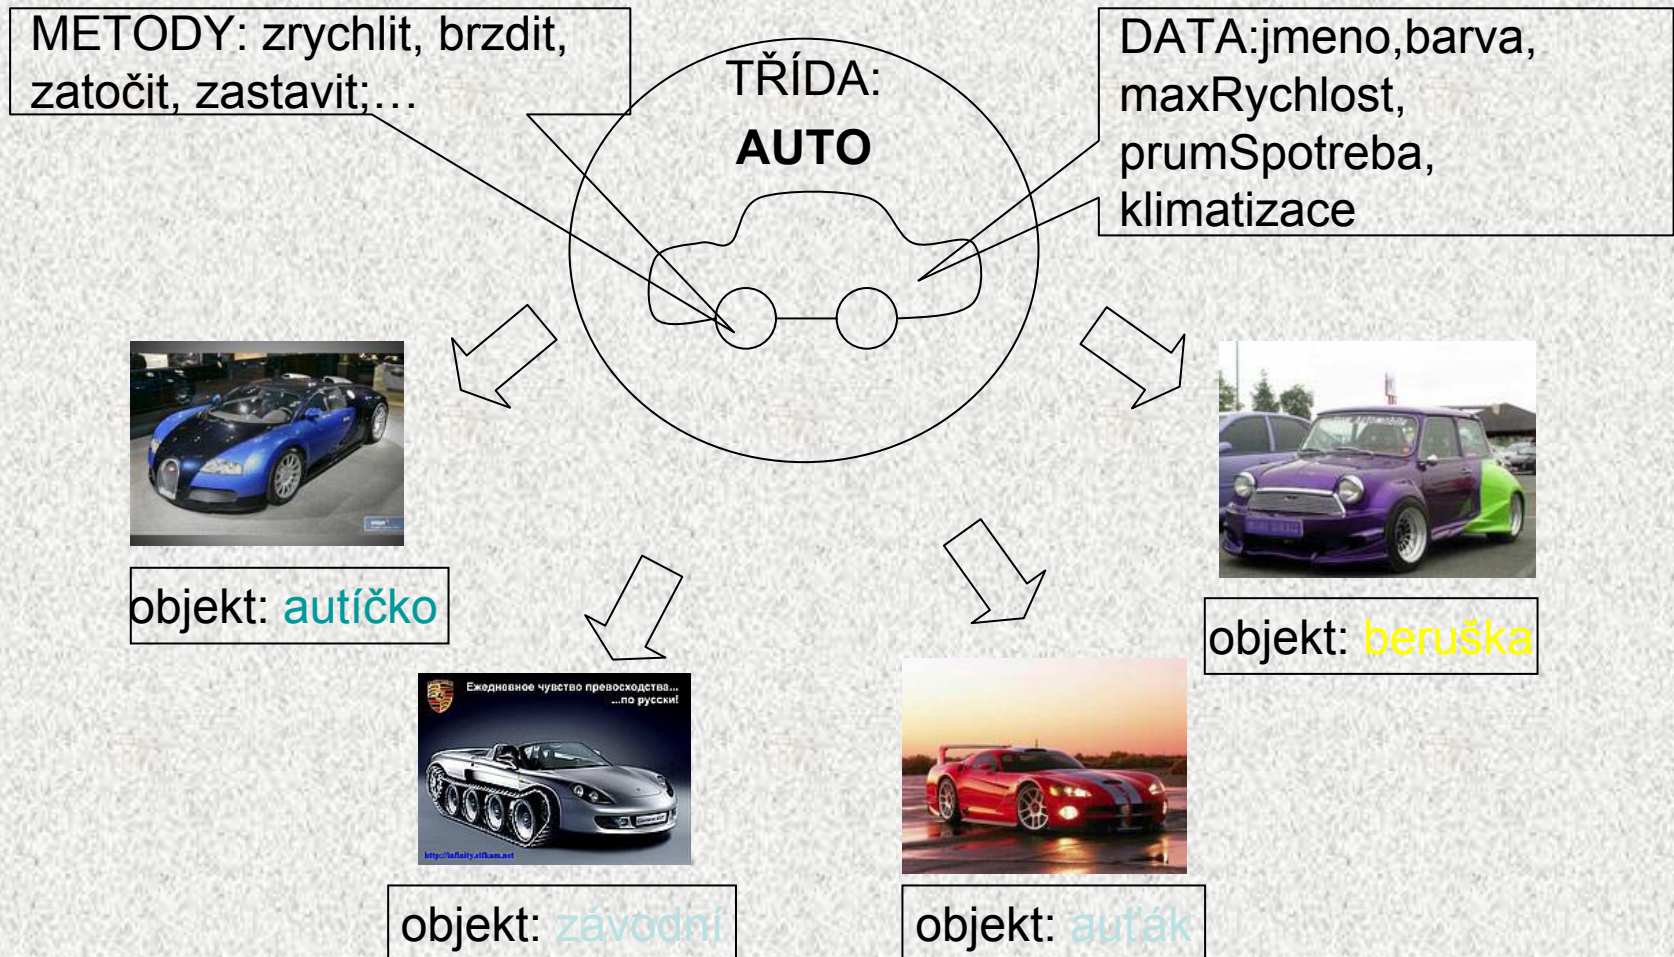 METODY: zrychlit, brzdit,
zatočit, zastavit;…
TŘÍDA:
AUTO
DATA:jmeno,barva,
maxRychlost,
prumSpotreba,
klimatizace
objekt: autíčko
objekt: beruška
Ежедневное чувство превосходства...
...по русски!
objekt: závodní
objekt: auťák